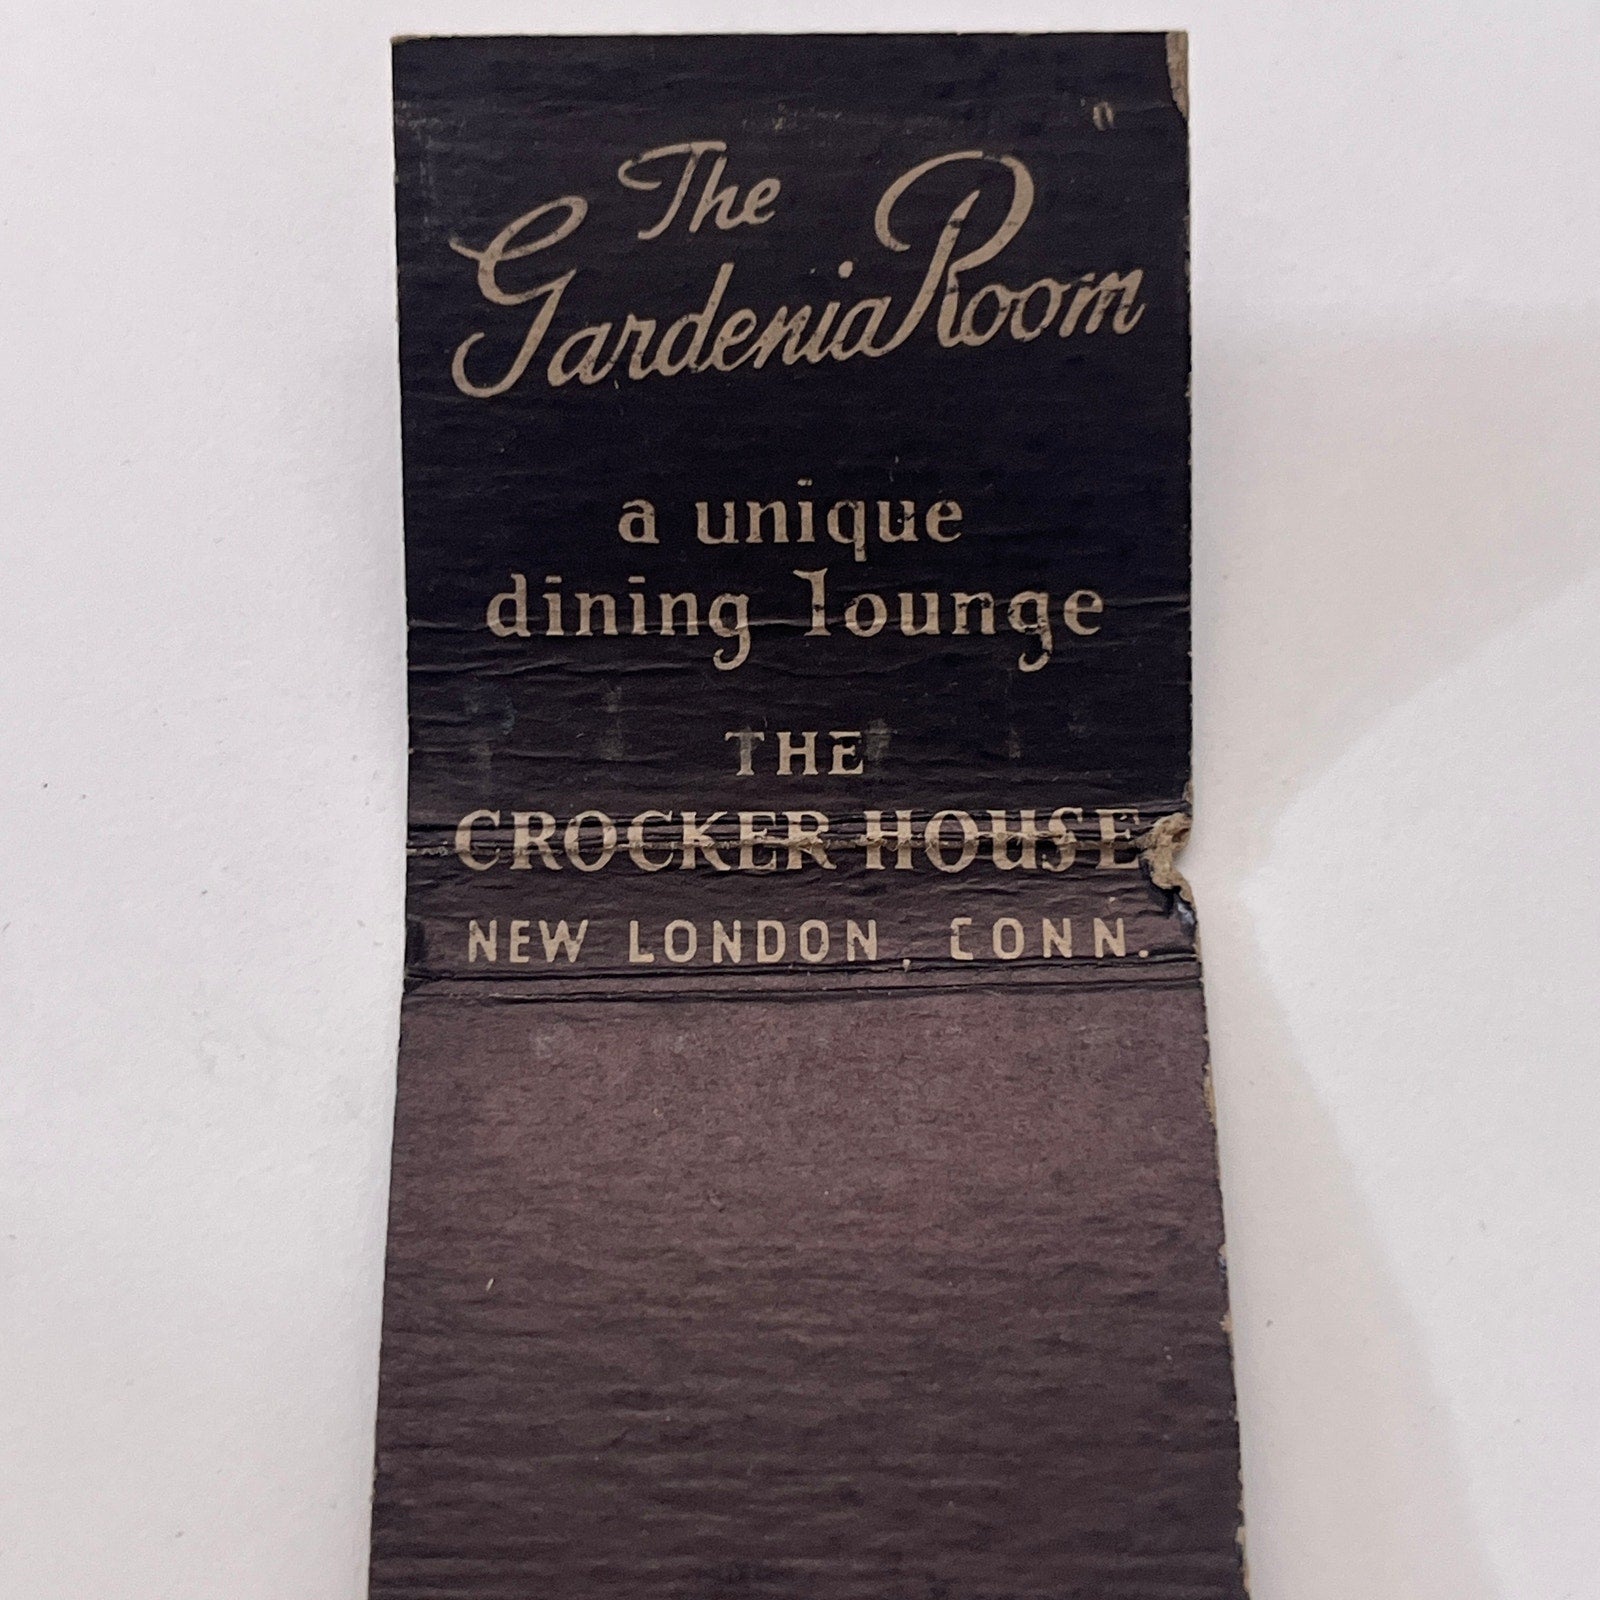 The
Gardenia Room
a unique
dining lounge
THE
CROCKER HOUSE
NEW LONDON, CONN.